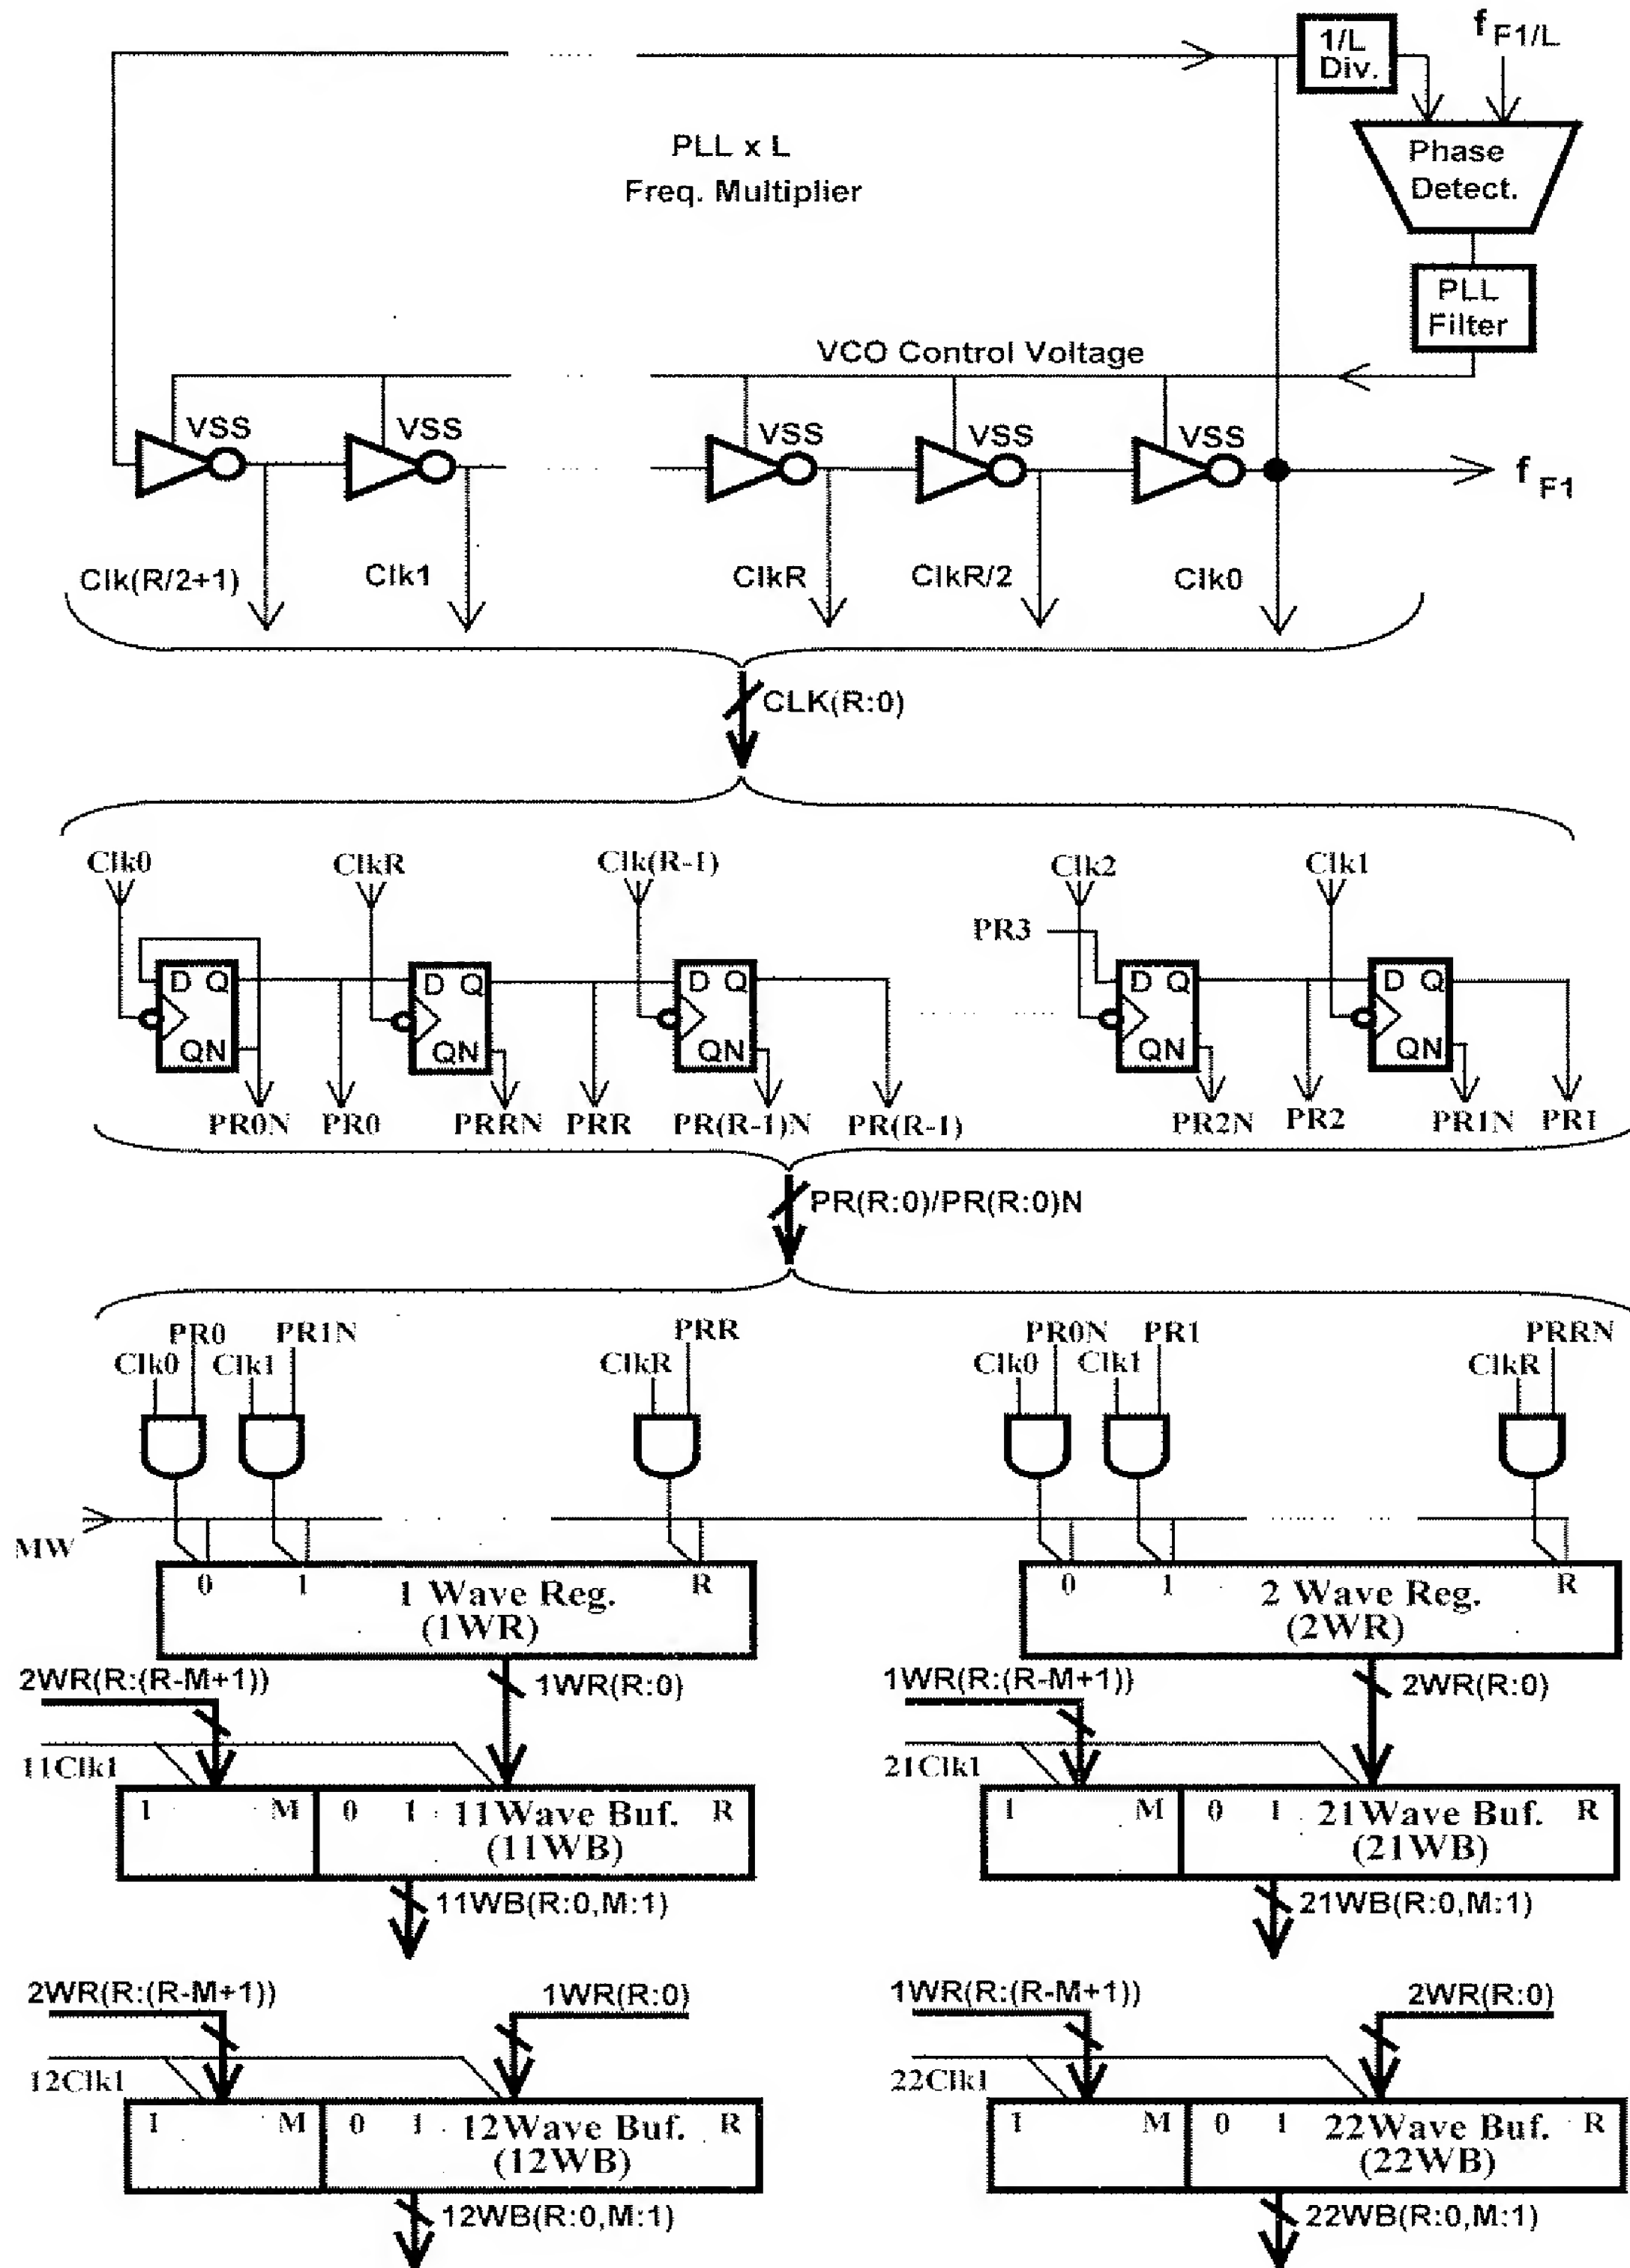 1/L
Div.
f F1/L
PLL x L
Freq. Multiplier
Phase
Detect.
PLL
Filter
VCO Control Voltage
VSS VSS VSS VSS VSS
f F1
Clk(R/2+1) Clk1 ClkR ClkR/2 Clk0
CLK(R:0)
Clk0 ClkR Clk(R-1) Clk2 Clk1
PR3
D Q D Q D Q D Q D Q
QN QN QN QN QN
PR0N PR0 PRRN PRR PR(R-1)N PR(R-1) PR2N PR2 PR1N PR1
PR(R:0)/PR(R:0)N
PR0 PR1N PRR PR0N PR1 PRRN
Clk0 Clk1 ClkR Clk0 Clk1 ClkR
MW
0 1 R 0 1 R
1 Wave Reg. 2 Wave Reg.
(1WR) (2WR)
2WR(R:(R-M+1)) 1WR(R:0) 1WR(R:(R-M+1)) 2WR(R:0)
11Clk1 21Clk1
1 M 0 1 11Wave Buf. R 1 M 0 1 21Wave Buf. R
(11WB) (21WB)
11WB(R:0,M:1) 21WB(R:0,M:1)
2WR(R:(R-M+1)) 1WR(R:0) 1WR(R:(R-M+1)) 2WR(R:0)
12Clk1 22Clk1
1 M 0 1 12Wave Buf. R 1 M 0 1 22Wave Buf. R
(12WB) (22WB)
12WB(R:0,M:1) 22WB(R:0,M:1)